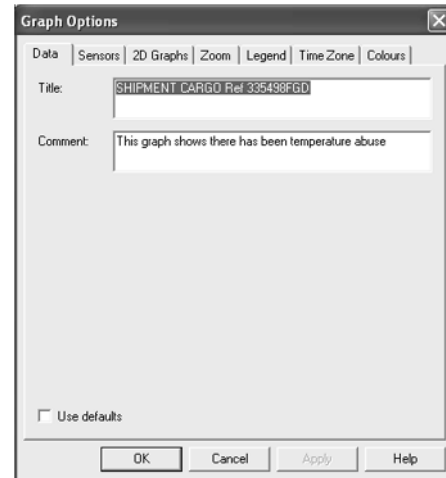 Graph Options
Data Sensors 2D Graphs Zoom Legend Time Zone Colours
Title: SHIPMENT CARGO Ref 335498FGD
Comment: This graph shows there has been temperature abuse
Use defaults
OK Cancel Apply Help